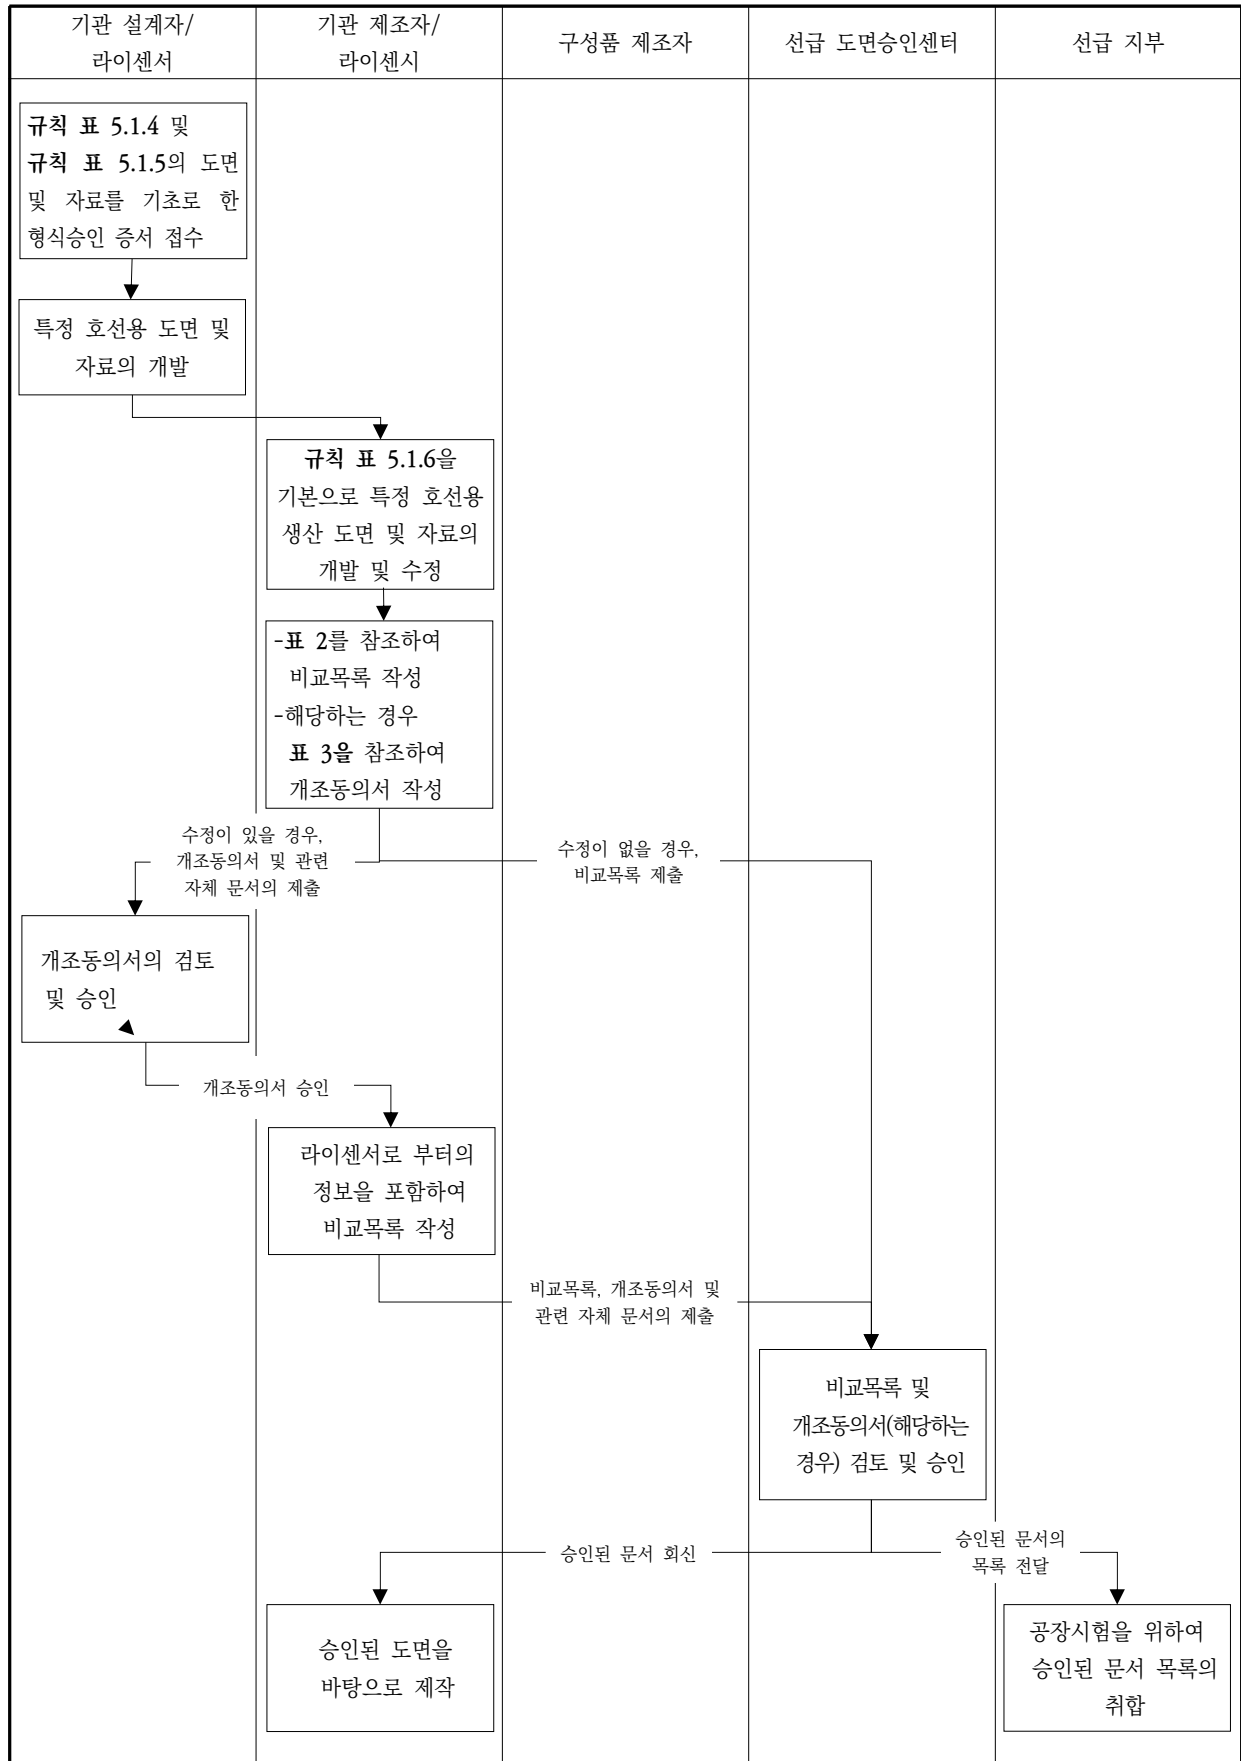 기관 설계자/
라이센서
기관 제조자/
라이센시
구성품 제조자
선급 도면승인센터
선급 지부
규칙 표 5.1.4 및
규칙 표 5.1.5의 도면
및 자료를 기초로 한
형식승인 증서 접수
특정 호선용 도면 및
자료의 개발
규칙 표 5.1.6을
기본으로 특정 호선용
생산 도면 및 자료의
개발 및 수정
-표 2를 참조하여
비교목록 작성
-해당하는 경우
표 3을 참조하여
개조동의서 작성
수정이 있을 경우,
개조동의서 및 관련
자체 문서의 제출
수정이 없을 경우,
비교목록 제출
개조동의서의 검토
및 승인
개조동의서 승인
라이센서로 부터의
정보을 포함하여
비교목록 작성
비교목록, 개조동의서 및
관련 자체 문서의 제출
비교목록 및
개조동의서(해당하는
경우) 검토 및 승인
승인된 문서 회신
승인된 문서의
목록 전달
승인된 도면을
바탕으로 제작
공장시험을 위하여
승인된 문서 목록의
취합